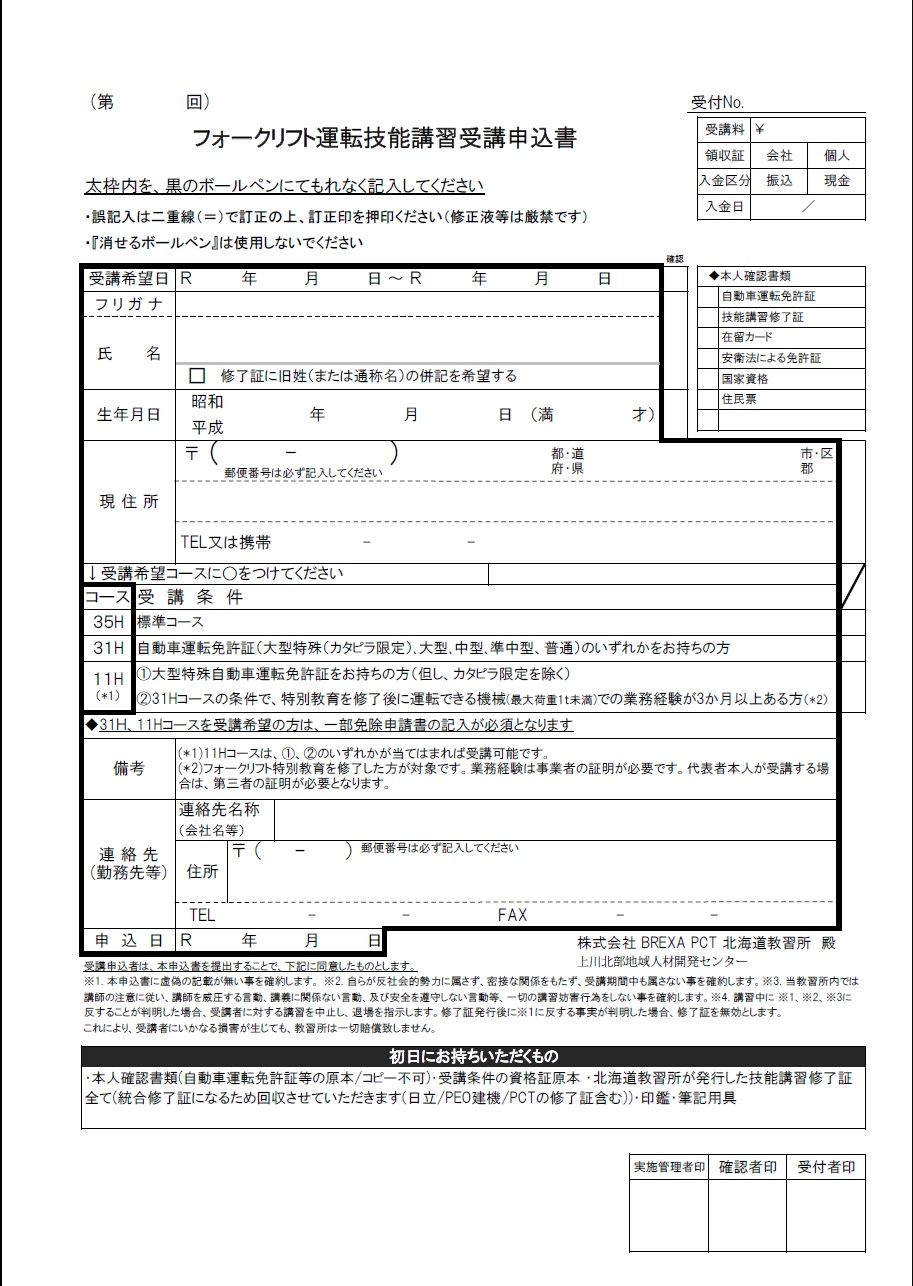 （第　　　　回）
受付No.
フォークリフト運転技能講習受講申込書
受講料 ￥
領収証 会社 個人
入金区分 振込 現金
入金日 ／
太枠内を、黒のボールペンにてもれなく記入してください
・誤記入は二重線（＝）で訂正の上、訂正印を押印ください（修正液等は厳禁です）
・『消せるボールペン』は使用しないでください
確認
受講希望日 R 年 月 日 ～ R 年 月 日
フリガナ
氏 名
□ 修了証に旧姓（または通称名）の併記を希望する
生年月日 昭和 平成 年 月 日 （満 才）
◆本人確認書類
自動車運転免許証
技能講習修了証
在留カード
安衛法による免許証
国家資格
住民票
現 住 所
〒（ － ） 都・道 府・県 市・区 郡
郵便番号は必ず記入してください
TEL又は携帯 － －
↓受講希望コースに○をつけてください
コース 受 講 条 件
35H 標準コース
31H 自動車運転免許証（大型特殊（カタピラ限定）、大型、中型、準中型、普通）のいずれかをお持ちの方
11H (*1) ①大型特殊自動車運転免許証をお持ちの方（但し、カタピラ限定を除く）
②31Hコースの条件で、特別教育を修了後に運転できる機械（最大荷重1t未満）での業務経験が3か月以上ある方（*2）
◆31H、11Hコースを受講希望の方は、一部免除申請書の記入が必須となります
備考
(*1)11Hコースは、①、②のいずれかが当てはまれば受講可能です。
(*2)フォークリフト特別教育を修了した方が対象です。業務経験は事業者の証明が必要です。代表者本人が受講する場
合は、第三者の証明が必要となります。
連 絡 先
（勤務先等）
連絡先名称
（会社名等）
住所 〒（ － ） 郵便番号は必ず記入してください
TEL － － FAX － －
申 込 日 R 年 月 日
株式会社 BREXA PCT 北海道教習所 殿
上川北部地域人材開発センター
受講申込者は、本申込書を提出することで、下記に同意したものとします。
※1. 本申込書に虚偽の記載が無い事を確約します。 ※2. 自らが反社会的勢力に属さず、密接な関係をもたず、受講期間中も属さない事を確約します。※3. 当教習所内では
講師の注意に従い、講師を威圧する言動、講義に関係ない言動、及び安全を遵守しない言動等、一切の講習妨害行為をしない事を確約します。※4. 講習中に ※1、※2、※3に
反することが判明した場合、受講者に対する講習を中止し、退場を指示します。修了証発行後に※1に反する事実が判明した場合、修了証を無効とします。
これにより、受講者にいかなる損害が生じても、教習所は一切賠償致しません。
初日にお持ちいただくもの
・本人確認書類（自動車運転免許証等の原本/コピー不可）・受講条件の資格証原本 ・北海道教習所が発行した技能講習修了証
全て（統合修了証になるため回収させていただきます（日立/PEO建機/PCTの修了証含む））・印鑑・筆記用具
実施管理者印 確認者印 受付者印